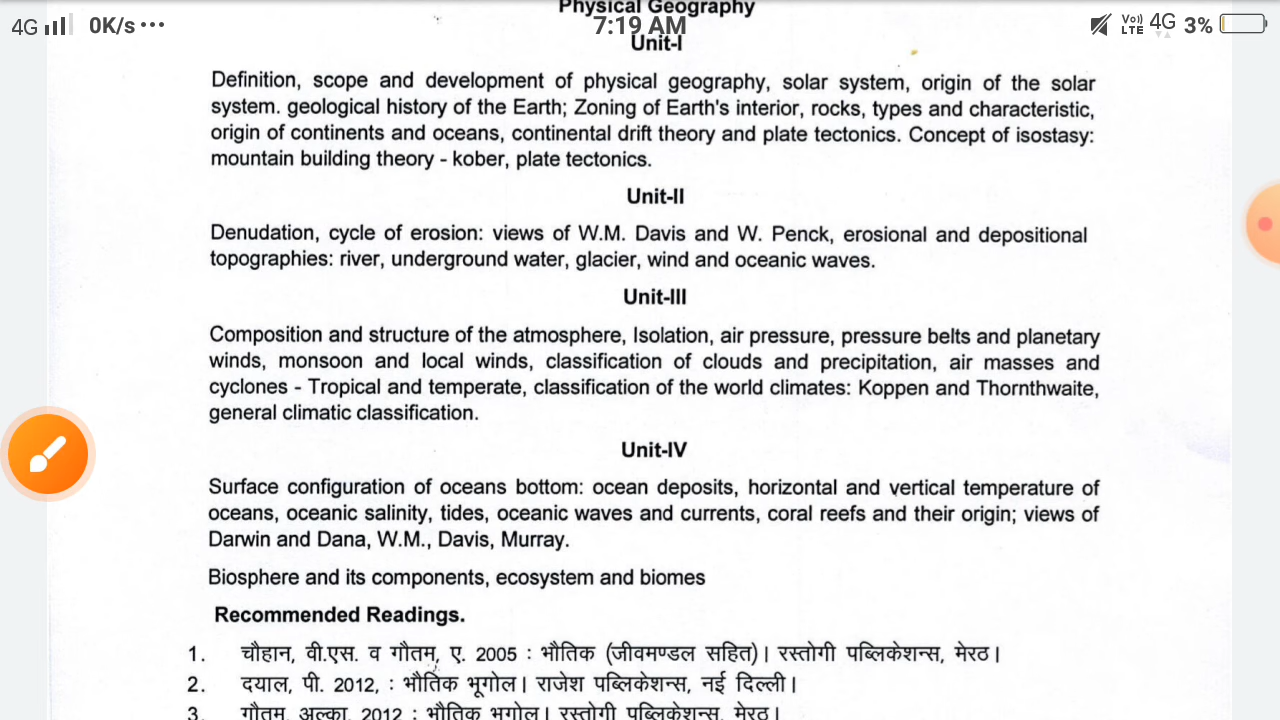 4G 0K/s ••• 7:19 AM Vo) LTE 4G 3%
Physical Geography
Unit-I
Definition, scope and development of physical geography, solar system, origin of the solar
system. geological history of the Earth; Zoning of Earth's interior, rocks, types and characteristic,
origin of continents and oceans, continental drift theory and plate tectonics. Concept of isostasy:
mountain building theory - kober, plate tectonics.
Unit-II
Denudation, cycle of erosion: views of W.M. Davis and W. Penck, erosional and depositional
topographies: river, underground water, glacier, wind and oceanic waves.
Unit-III
Composition and structure of the atmosphere, Isolation, air pressure, pressure belts and planetary
winds, monsoon and local winds, classification of clouds and precipitation, air masses and
cyclones - Tropical and temperate, classification of the world climates: Koppen and Thornthwaite,
general climatic classification.
Unit-IV
Surface configuration of oceans bottom: ocean deposits, horizontal and vertical temperature of
oceans, oceanic salinity, tides, oceanic waves and currents, coral reefs and their origin; views of
Darwin and Dana, W.M., Davis, Murray.
Biosphere and its components, ecosystem and biomes
Recommended Readings.
1. चौहान, वी.एस. व गौतम, ए. 2005 : भौतिक (जीवमण्डल सहित)। रस्तोगी पब्लिकेशन्स, मेरठ।
2. दयाल, पी. 2012, : भौतिक भूगोल। राजेश पब्लिकेशन्स, नई दिल्ली।
3. गौतम, अल्का, 2012 : भौतिक भूगोल। रस्तोगी पब्लिकेशन्स, मेरठ।